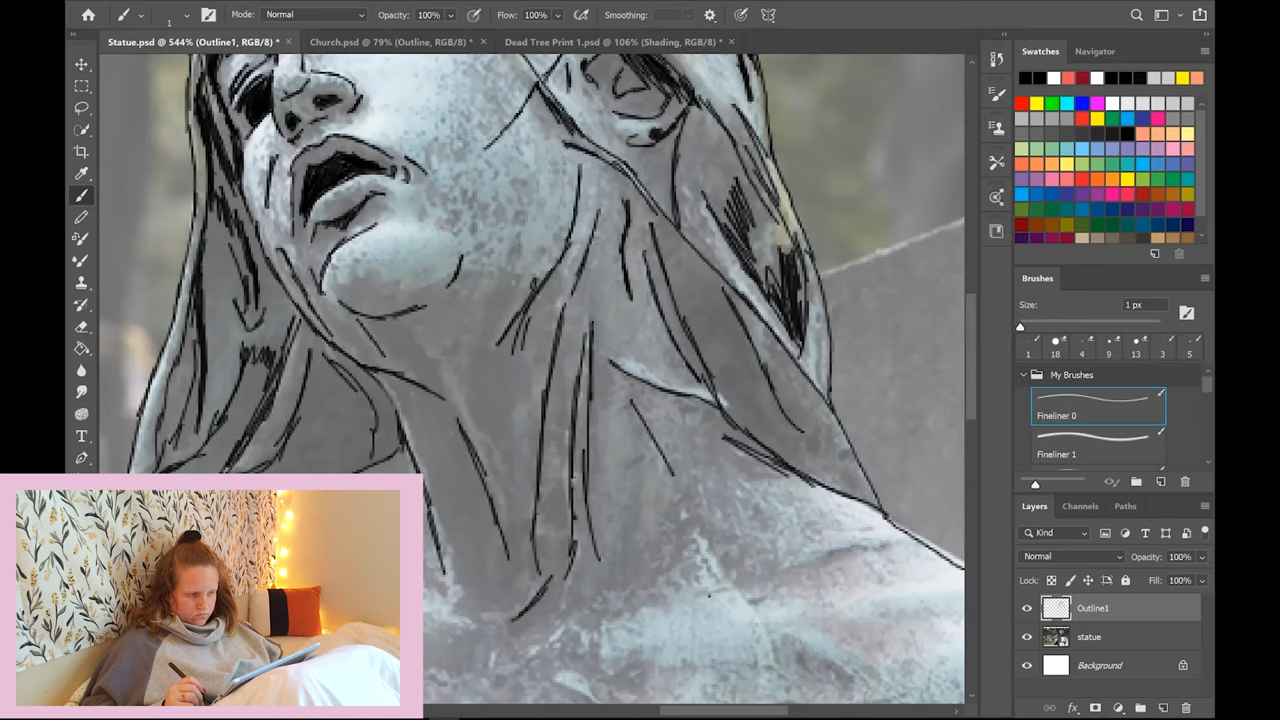 1 Mode: Normal Opacity: 100% Flow: 100% Smoothing:
Statue.psd @ 544% (Outline1, RGB/8) * × Church.psd @ 79% (Outline, RGB/8) * × Dead Tree Print 1.psd @ 106% (Shading, RGB/8) * ×
Swatches Navigator
Brushes
Size: 1 px
1 18 4 9 13 3 5
My Brushes
Fineliner 0
Fineliner 1
Layers Channels Paths
Kind
Normal Opacity: 100%
Lock: Fill: 100%
Outline1
statue
Background